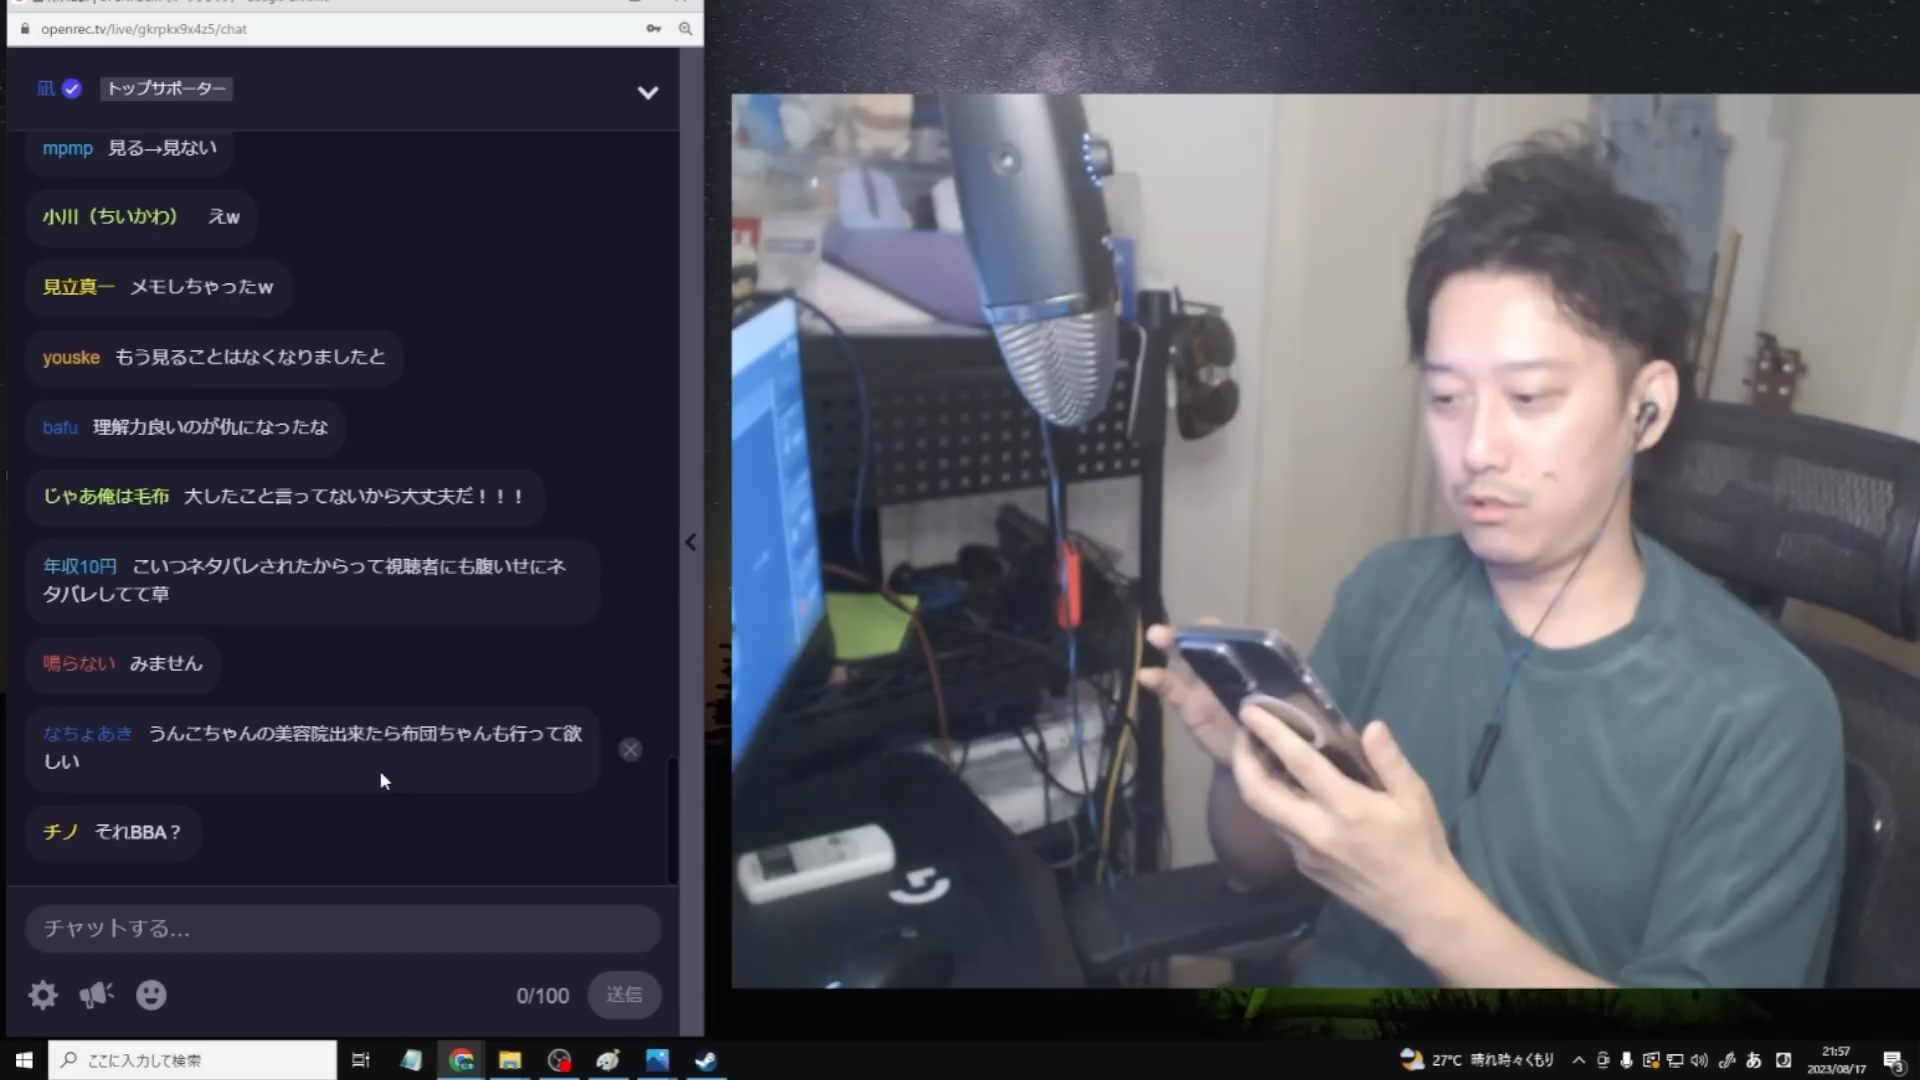 openrec.tv/live/gkrpkx9x4z5/chat
凪 トップサポーター
mpmp 見る→見ない
小川（ちいかわ） えw
見立真一 メモしちゃったw
youske もう見ることはなくなりましたと
bafu 理解力良いのが仇になったな
じゃあ俺は毛布 大したこと言ってないから大丈夫だ！！！
年収10円 こいつネタバレされたからって視聴者にも腹いせにネ
タバレしてて草
鳴らない みません
なちょあき うんこちゃんの美容院出来たら布団ちゃんも行って欲
しい
チノ それBBA？
チャットする...
0/100 送信
ここに入力して検索
27°C 晴れ時々くもり
あ
21:57
2023/08/17
3